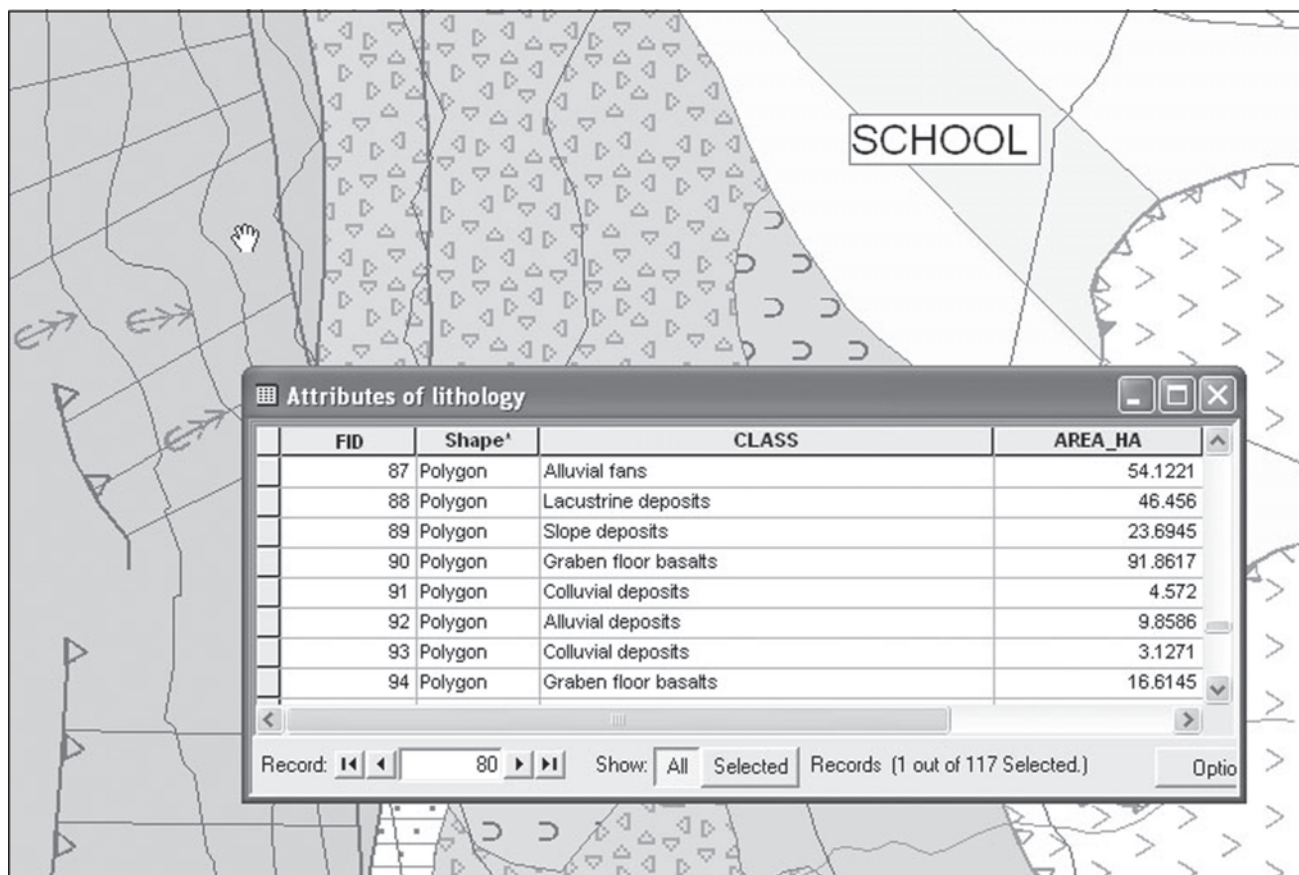 SCHOOL
Attributes of lithology
FID Shape* CLASS AREA_HA
87 Polygon Alluvial fans 54.1221
88 Polygon Lacustrine deposits 46.456
89 Polygon Slope deposits 23.6945
90 Polygon Graben floor basalts 91.8617
91 Polygon Colluvial deposits 4.572
92 Polygon Alluvial deposits 9.8586
93 Polygon Colluvial deposits 3.1271
94 Polygon Graben floor basalts 16.6145
Record: 80 Show: All Selected Records (1 out of 117 Selected.) Optio